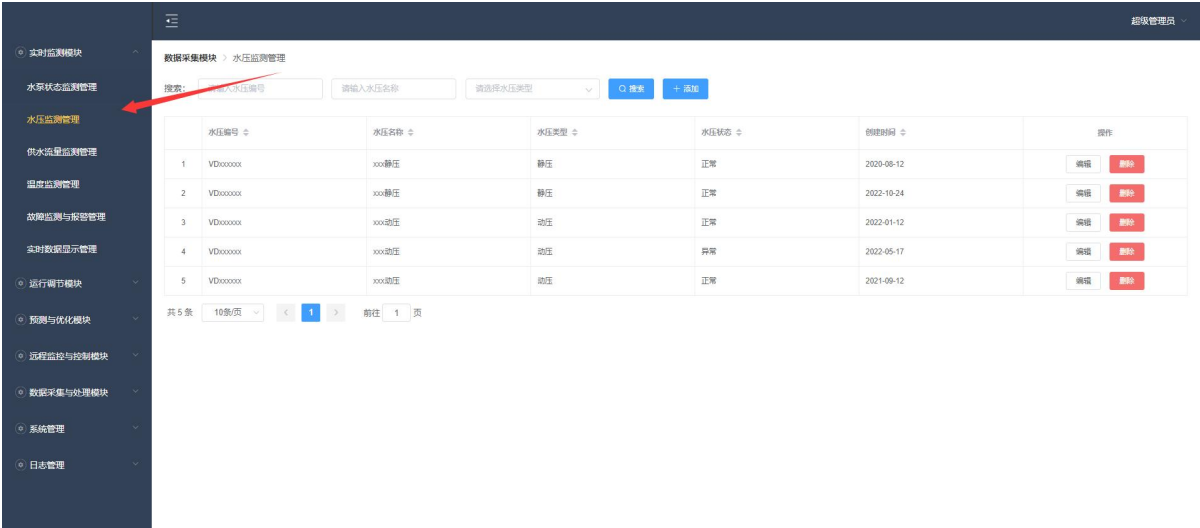 超级管理员
实时监测模块
水泵状态监测管理
水压监测管理
供水流量监测管理
温度监测管理
故障监测与报警管理
实时数据显示管理
运行调节模块
预测与优化模块
远程监控与控制模块
数据采集与处理模块
系统管理
日志管理
数据采集模块 > 水压监测管理
搜索: 请输入水压编号 请输入水压名称 请选择水压类型 搜索 + 添加
水压编号 水压名称 水压类型 水压状态 创建时间 操作
1 VDxxxxxx xxx静压 静压 正常 2020-08-12 编辑 删除
2 VDxxxxxx xxx静压 静压 正常 2022-10-24 编辑 删除
3 VDxxxxxx xxx动压 动压 正常 2022-01-12 编辑 删除
4 VDxxxxxx xxx动压 动压 异常 2022-05-17 编辑 删除
5 VDxxxxxx xxx动压 动压 正常 2021-09-12 编辑 删除
共 5 条 10条/页 < 1 > 前往 1 页